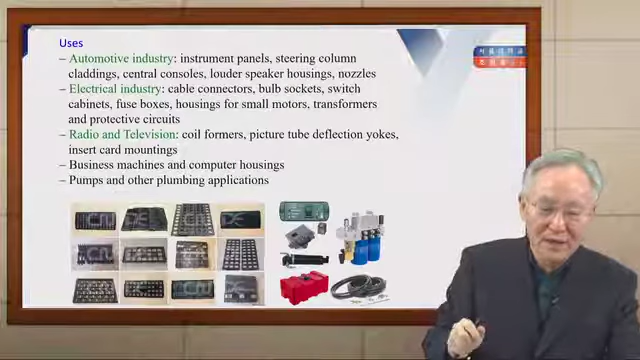 Uses
– Automotive industry: instrument panels, steering column
claddings, central consoles, louder speaker housings, nozzles
– Electrical industry: cable connectors, bulb sockets, switch
cabinets, fuse boxes, housings for small motors, transformers
and protective circuits
– Radio and Television: coil formers, picture tube deflection yokes,
insert card mountings
– Business machines and computer housings
– Pumps and other plumbing applications